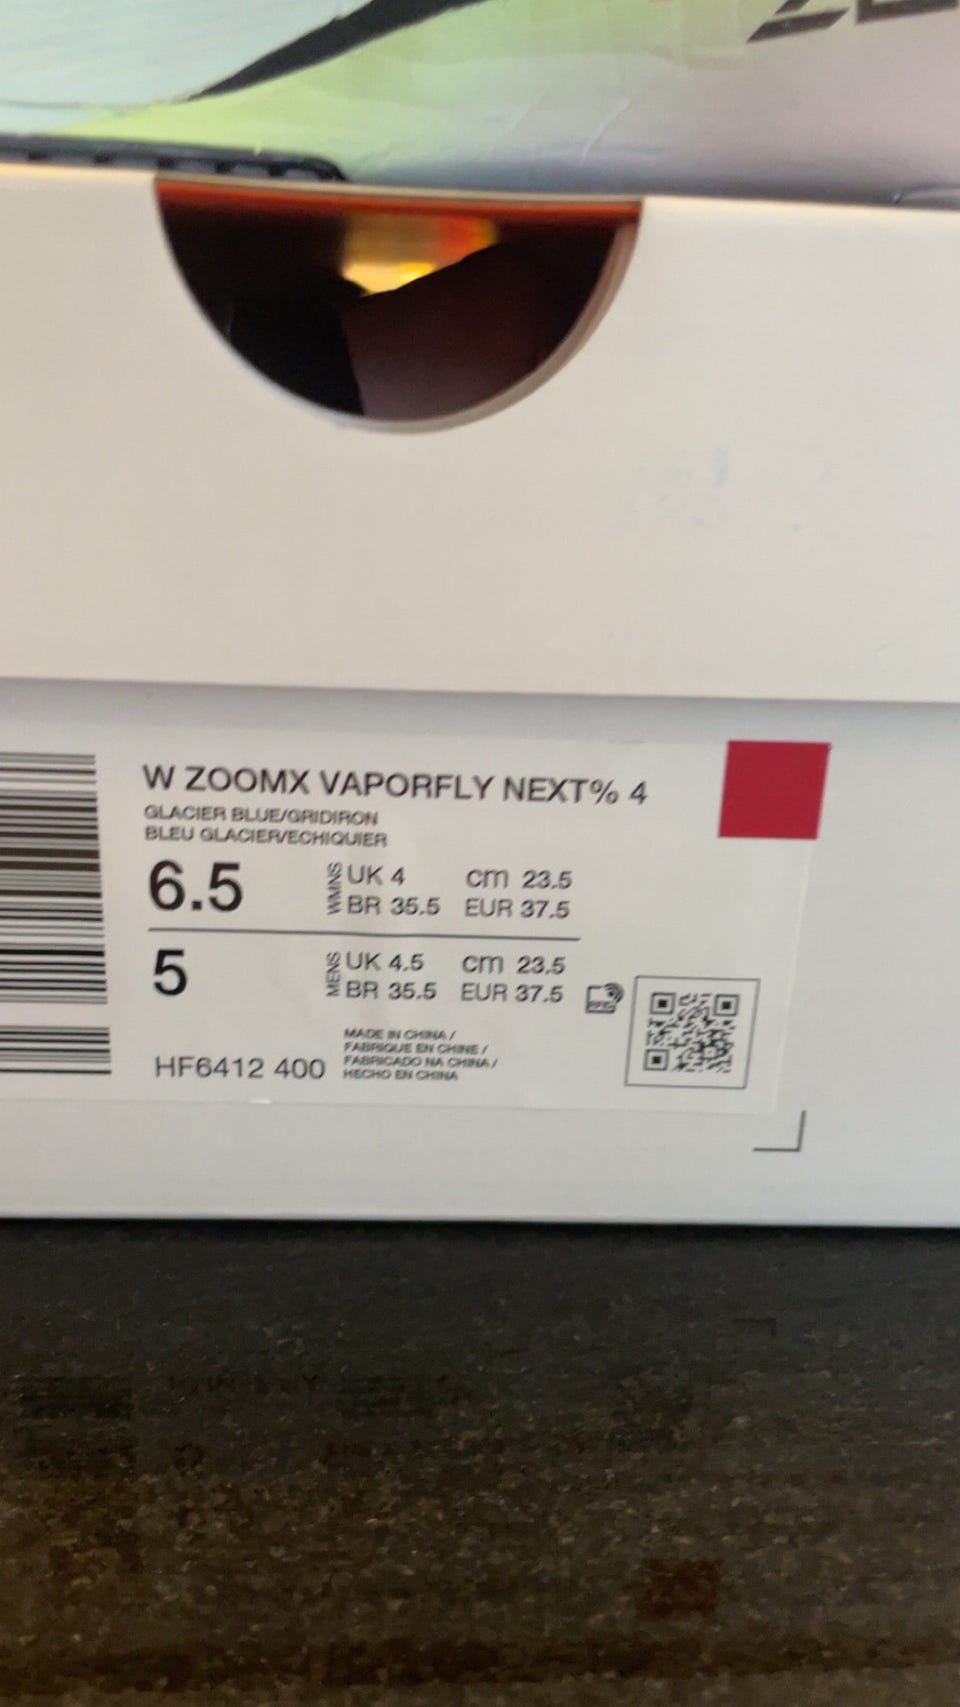 W ZOOMX VAPORFLY NEXT% 4
GLACIER BLUE/GRIDIRON
BLEU GLACIER/ECHIQUIER
6.5 WMNS UK 4 cm 23.5
BR 35.5 EUR 37.5
5 MENS UK 4.5 cm 23.5
BR 35.5 EUR 37.5
RFID
MADE IN CHINA /
FABRIQUE EN CHINE /
FABRICADO NA CHINA /
HECHO EN CHINA
HF6412 400